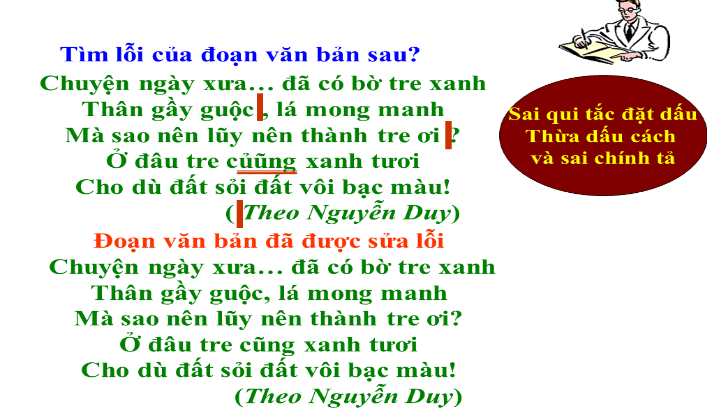 Tìm lỗi của đoạn văn bản sau?
Chuyện ngày xưa... đã có bờ tre xanh
Thân gầy guộc , lá mong manh
Mà sao nên lũy nên thành tre ơi ?
Ở đâu tre củũng xanh tươi
Cho dù đất sỏi đất vôi bạc màu!
( Theo Nguyễn Duy)
Sai qui tắc đặt dấu
Thừa dấu cách
và sai chính tả
Đoạn văn bản đã được sửa lỗi
Chuyện ngày xưa... đã có bờ tre xanh
Thân gầy guộc, lá mong manh
Mà sao nên lũy nên thành tre ơi?
Ở đâu tre cũng xanh tươi
Cho dù đất sỏi đất vôi bạc màu!
(Theo Nguyễn Duy)